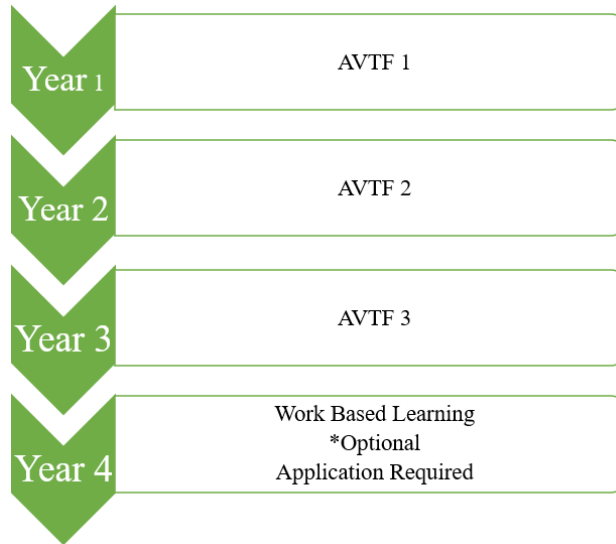 Year 1
AVTF 1
Year 2
AVTF 2
Year 3
AVTF 3
Year 4
Work Based Learning
*Optional
Application Required